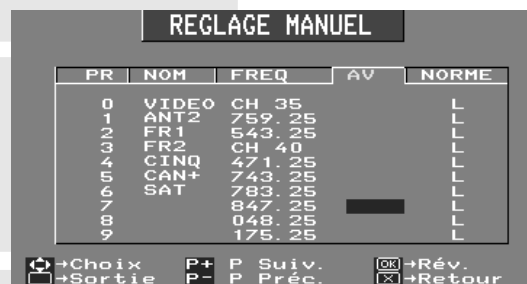 REGLAGE MANUEL
PR NOM FREQ AV NORME
0 VIDEO CH 35 L
1 ANT2 759.25 L
2 FR1 543.25 L
3 FR2 CH 40 L
4 CINQ 471.25 L
5 CAN+ 743.25 L
6 SAT 783.25 L
7 847.25 L
8 048.25 L
9 175.25 L
→Choix P+ P Suiv. OK →Rév.
→Sortie P- P Préc. X →Retour